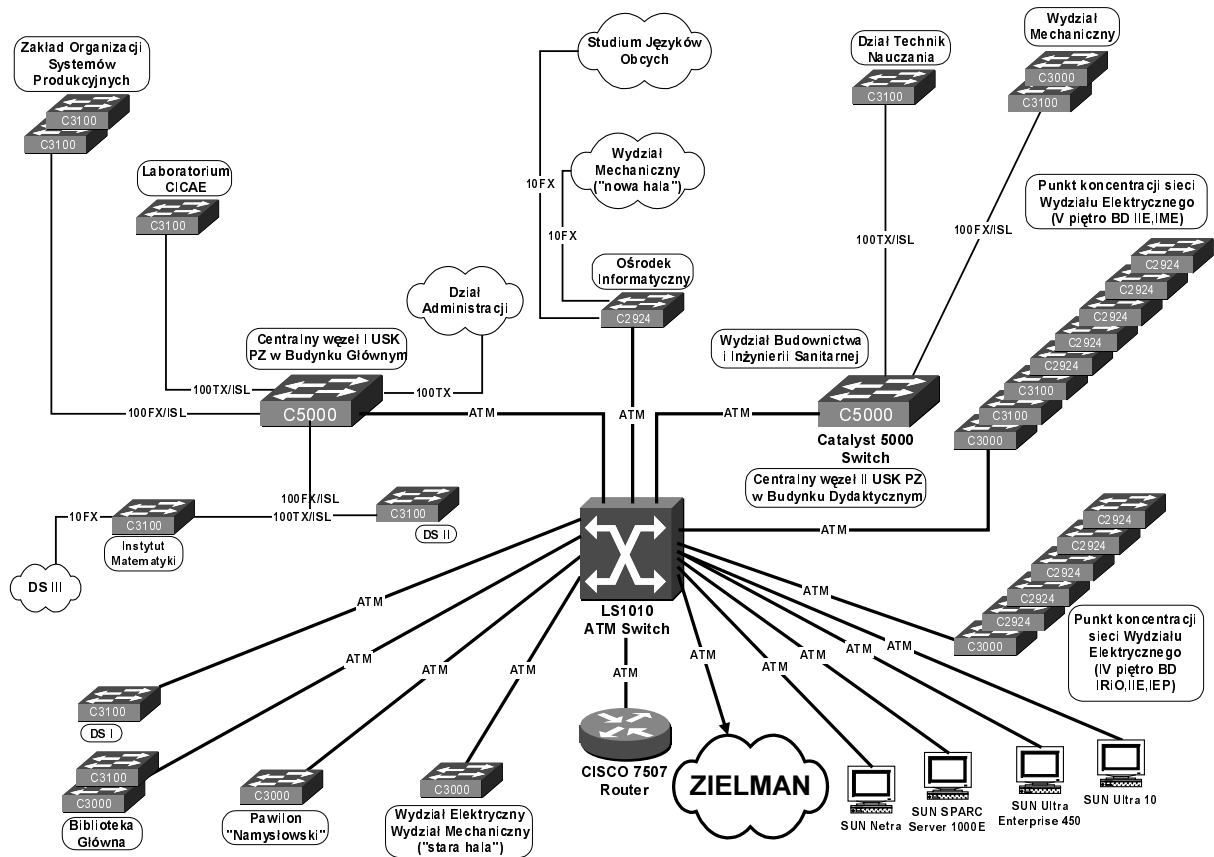 Zakład Organizacji
Systemów
Produkcyjnych
C3100
C3100
Laboratorium
CICAE
C3100
Studium Języków
Obcych
Wydział
Mechaniczny
("nowa hala")
10FX
10FX
Ośrodek
Informatyczny
C2924
Dział
Administracji
Dział Technik
Nauczania
C3100
Wydział
Mechaniczny
C3000
C3100
100TX/ISL
100FX/ISL
Punkt koncentracji sieci
Wydziału Elektrycznego
(V piętro BD IIE,IME)
C2924
C2924
C2924
C2924
C2924
C3100
C3100
C3000
Centralny węzeł I USK
PZ w Budynku Głównym
C5000
100TX/ISL
100FX/ISL
100TX
ATM
ATM
ATM
Wydział Budownictwa
i Inżynierii Sanitarnej
C5000
Catalyst 5000
Switch
Centralny węzeł II USK PZ
w Budynku Dydaktycznym
100FX/ISL
100TX/ISL
C3100
DS II
10FX
C3100
Instytut
Matematyki
DS III
LS1010
ATM Switch
ATM
C2924
C2924
C2924
C2924
C3000
Punkt koncentracji
sieci Wydziału
Elektrycznego
(IV piętro BD
IRiO,IIE,IEP)
ATM
ATM
ATM
ATM
ATM
ATM
ATM
ATM
ATM
ATM
C3100
DS I
C3100
C3000
Biblioteka
Główna
C3000
Pawilon
"Namysłowski"
C3000
Wydział Elektryczny
Wydział Mechaniczny
("stara hala")
CISCO 7507
Router
ZIELMAN
SUN Netra
SUN SPARC
Server 1000E
SUN Ultra
Enterprise 450
SUN Ultra 10